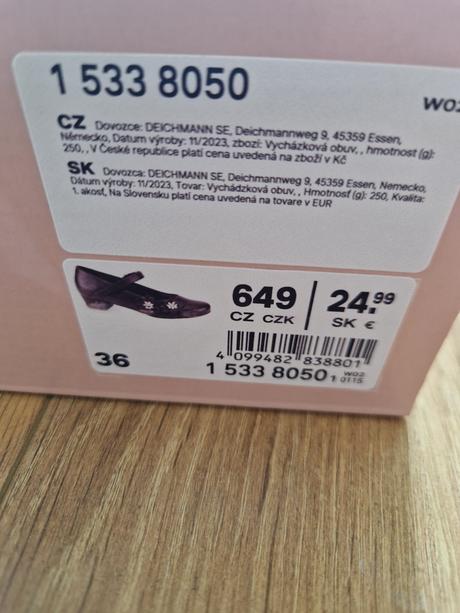 1 533 8050
CZ Dovozce: DEICHMANN SE, Deichmannweg 9, 45359 Essen,
Německo, Datum výroby: 11/2023, zboží: Vycházková obuv, , hmotnost (g):
250, , V České republice platí cena uvedená na zboží v Kč
SK Dovozca: DEICHMANN SE, Deichmannweg 9, 45359 Essen, Nemecko,
Dátum výroby: 11/2023, Tovar: Vychádzková obuv, , Hmotnosť (g): 250, Kvalita:
1. akosť, Na Slovensku platí cena uvedená na tovare v EUR
649 24.99
CZ CZK SK €
4 099482 838801
36
1 533 8050 1 W02
0115